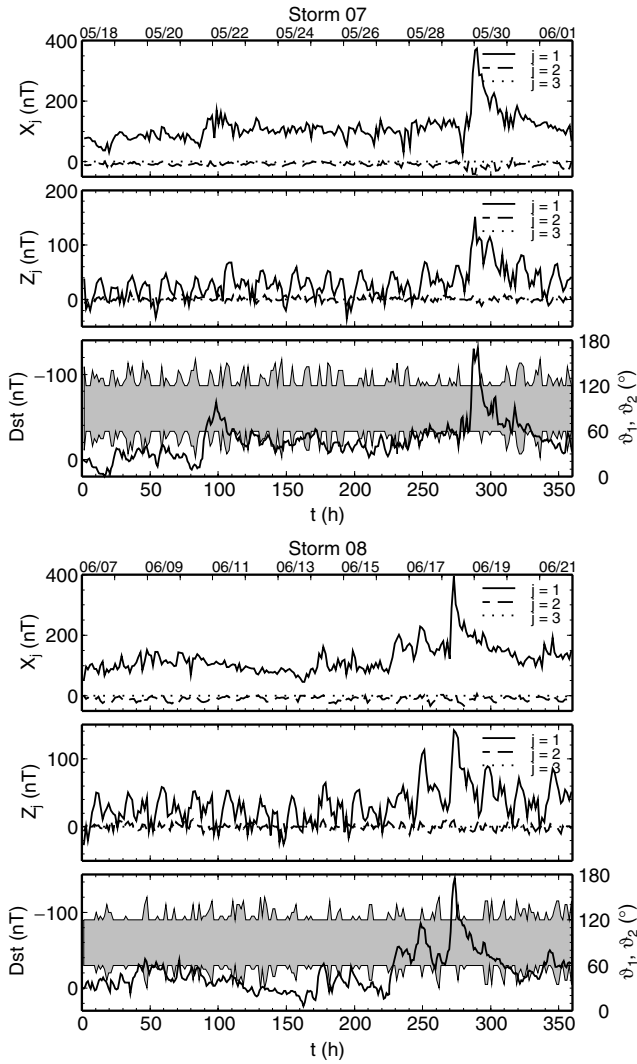 Storm 07
05/18 05/20 05/22 05/24 05/26 05/28 05/30 06/01
400
200
0
X_j (nT)
j = 1
j = 2
j = 3
200
100
0
Z_j (nT)
j = 1
j = 2
j = 3
−100
0
Dst (nT)
180
120
60
0
ϑ_1, ϑ_2 (°)
0 50 100 150 200 250 300 350
t (h)
Storm 08
06/07 06/09 06/11 06/13 06/15 06/17 06/19 06/21
400
200
0
X_j (nT)
j = 1
j = 2
j = 3
100
0
Z_j (nT)
j = 1
j = 2
j = 3
−100
0
Dst (nT)
180
120
60
0
ϑ_1, ϑ_2 (°)
0 50 100 150 200 250 300 350
t (h)